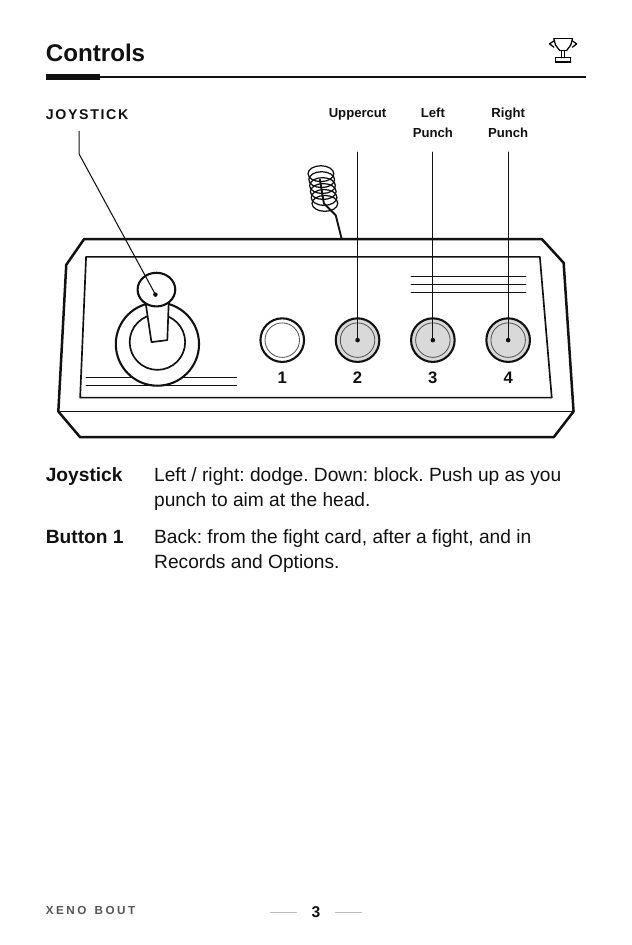 Controls
JOYSTICK
Uppercut
Left
Punch
Right
Punch
1
2
3
4
Joystick
Left / right: dodge. Down: block. Push up as you
punch to aim at the head.
Button 1
Back: from the fight card, after a fight, and in
Records and Options.
XENO BOUT
3